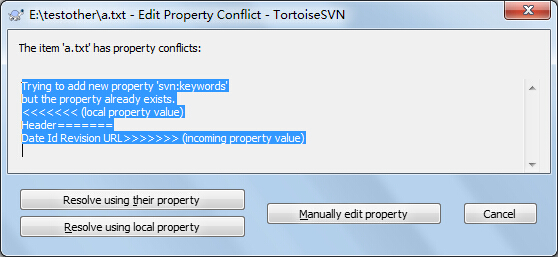 E:\testother\a.txt - Edit Property Conflict - TortoiseSVN
The item 'a.txt' has property conflicts:
Trying to add new property 'svn:keywords'
but the property already exists.
<<<<<<< (local property value)
Header=======
Date Id Revision URL>>>>>>> (incoming property value)
Resolve using their property
Resolve using local property
Manually edit property
Cancel